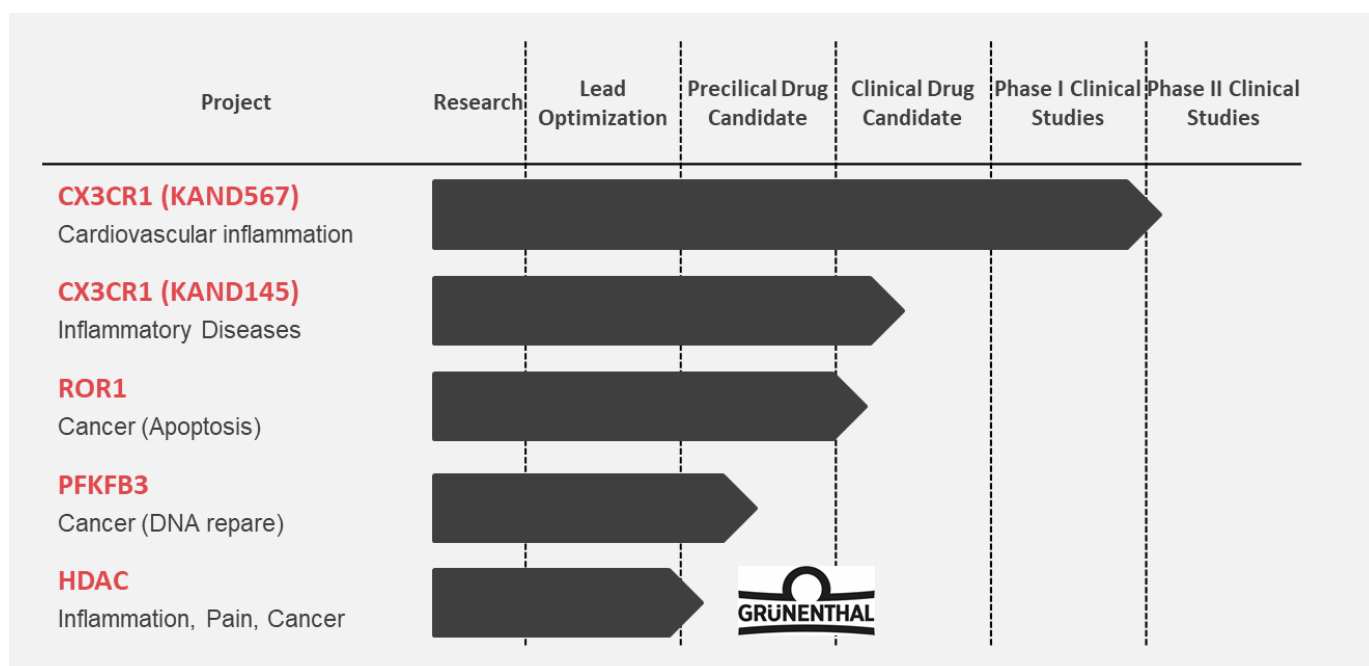 Project
Research
Lead
Optimization
Precilical Drug
Candidate
Clinical Drug
Candidate
Phase I Clinical
Studies
Phase II Clinical
Studies
CX3CR1 (KAND567)
Cardiovascular inflammation
CX3CR1 (KAND145)
Inflammatory Diseases
ROR1
Cancer (Apoptosis)
PFKFB3
Cancer (DNA repare)
HDAC
Inflammation, Pain, Cancer
GRÜNENTHAL